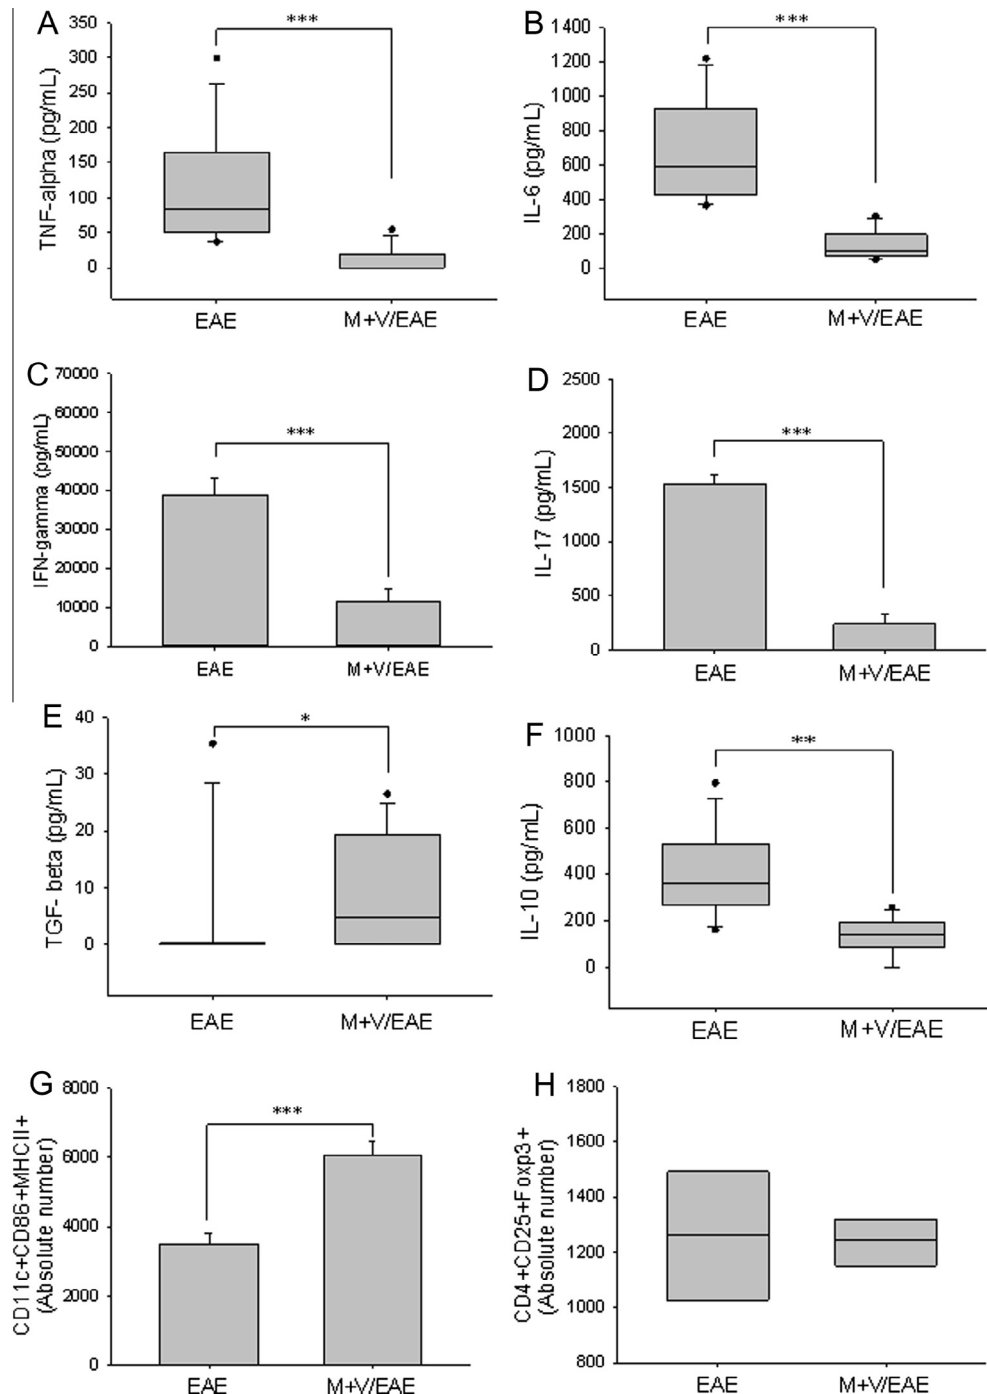 A
***
TNF-alpha (pg/mL)
350
300
250
200
150
100
50
0
EAE
M+V/EAE
B
***
IL-6 (pg/mL)
1400
1200
1000
800
600
400
200
0
EAE
M+V/EAE
C
***
IFN-gamma (pg/mL)
70000
60000
50000
40000
30000
20000
10000
0
EAE
M+V/EAE
D
***
IL-17 (pg/mL)
2500
2000
1500
1000
500
0
EAE
M+V/EAE
E
*
TGF- beta (pg/mL)
40
30
20
10
0
EAE
M+V/EAE
F
**
IL-10 (pg/mL)
1000
800
600
400
200
0
EAE
M+V/EAE
G
***
CD11c+CD86+MHCII+
(Absolute number)
8000
6000
4000
2000
0
EAE
M+V/EAE
H
CD4+CD25+Foxp3+
(Absolute number)
1800
1600
1400
1200
1000
800
EAE
M+V/EAE